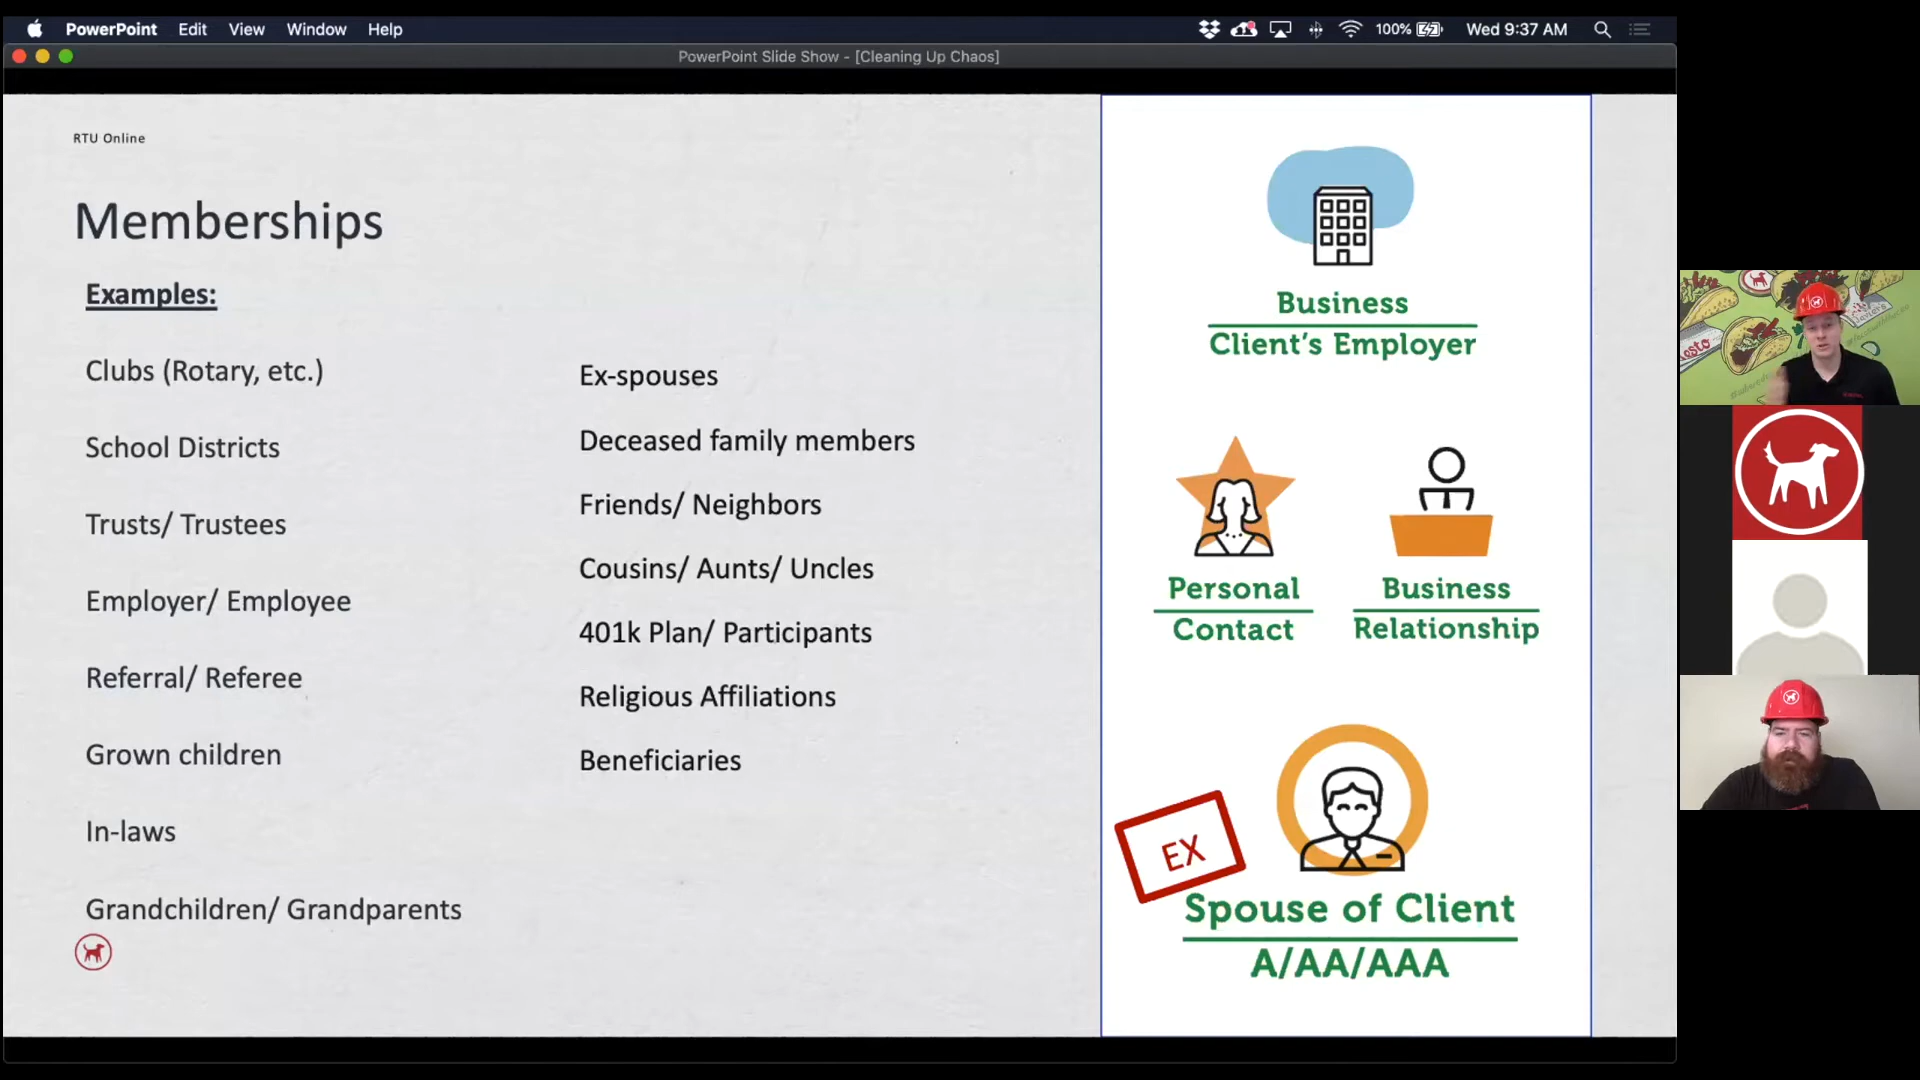 PowerPoint Edit View Window Help 100% Wed 9:37 AM
PowerPoint Slide Show - [Cleaning Up Chaos]
RTU Online
Memberships
Examples:
Clubs (Rotary, etc.)
School Districts
Trusts/ Trustees
Employer/ Employee
Referral/ Referee
Grown children
In-laws
Grandchildren/ Grandparents
Ex-spouses
Deceased family members
Friends/ Neighbors
Cousins/ Aunts/ Uncles
401k Plan/ Participants
Religious Affiliations
Beneficiaries
Business
Client's Employer
Personal
Contact
Business
Relationship
EX
Spouse of Client
A/AA/AAA